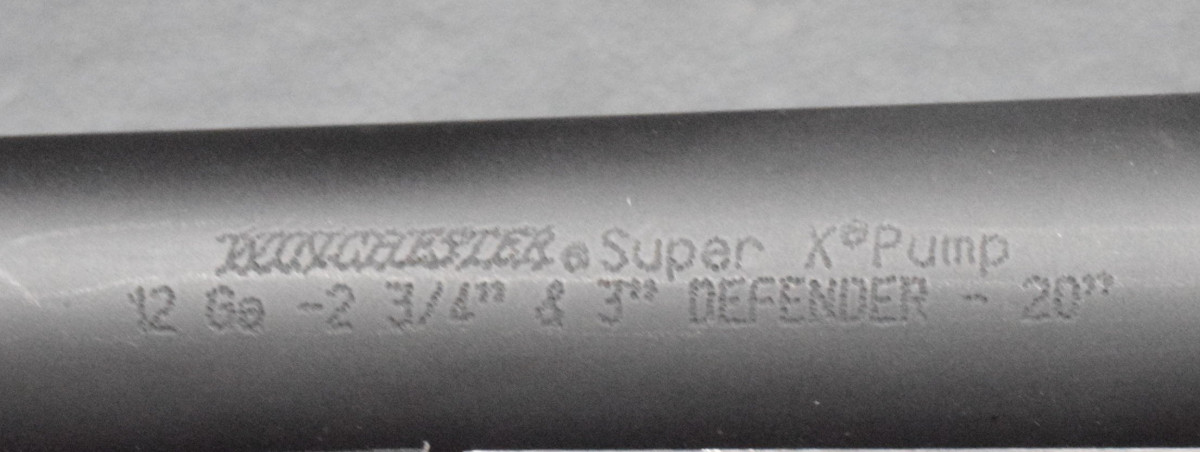 WINCHESTER® Super X® Pump
12 Ga -2 3/4" & 3" DEFENDER - 20"